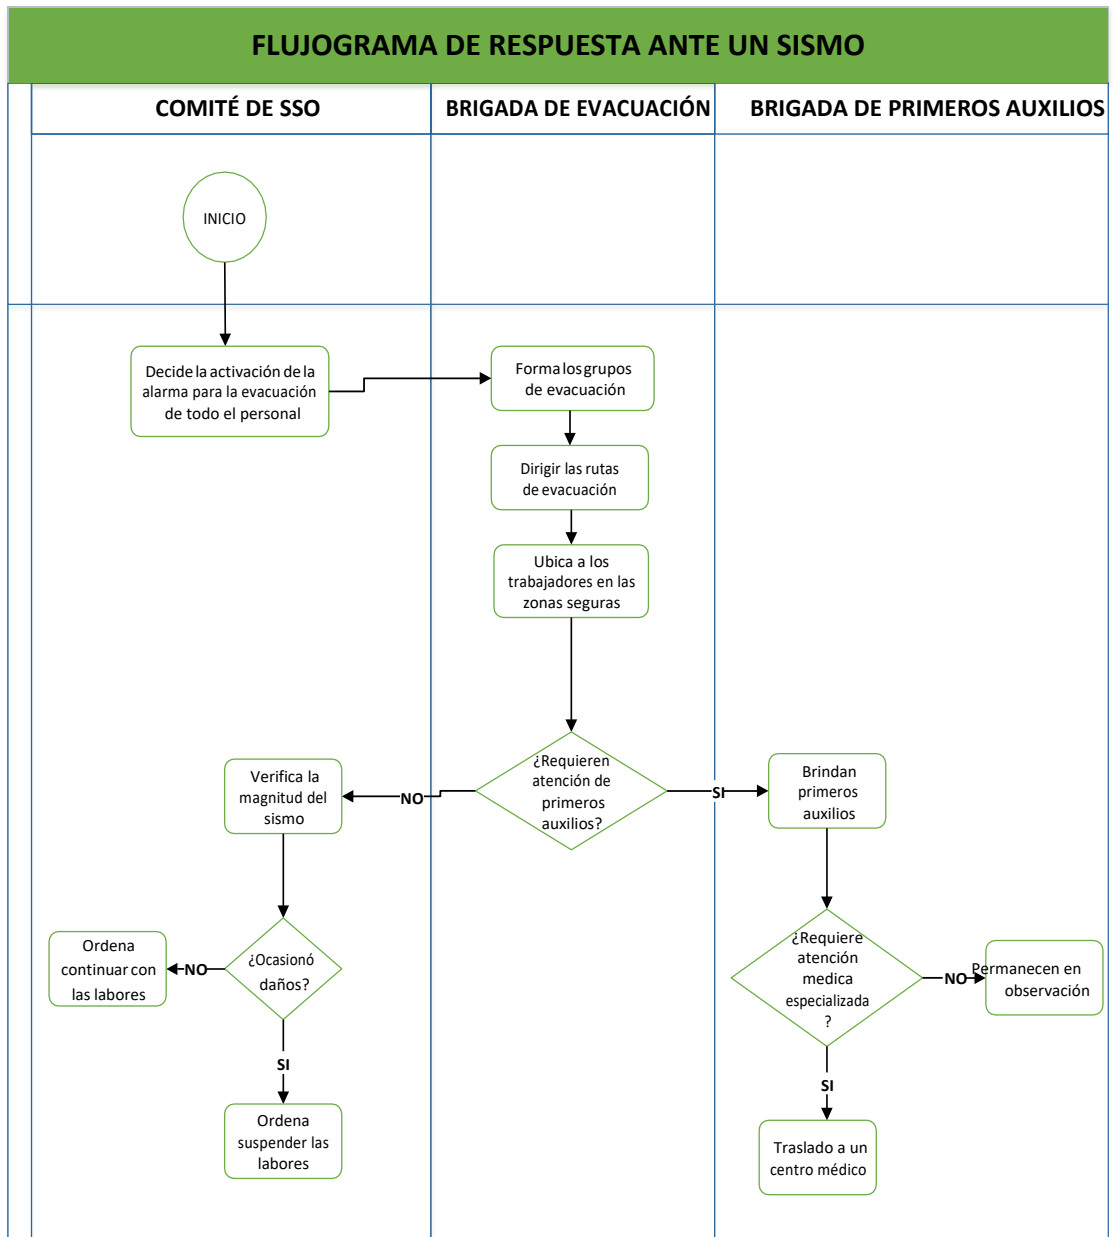 FLUJOGRAMA DE RESPUESTA ANTE UN SISMO
COMITÉ DE SSO
BRIGADA DE EVACUACIÓN
BRIGADA DE PRIMEROS AUXILIOS
INICIO
Decide la activación de la
alarma para la evacuación
de todo el personal
Forma los grupos
de evacuación
Dirigir las rutas
de evacuación
Ubica a los
trabajadores en las
zonas seguras
¿Requieren
atención de
primeros
auxilios?
NO
SI
Verifica la
magnitud del
sismo
Brindan
primeros
auxilios
¿Ocasionó
daños?
NO
Ordena
continuar con
las labores
SI
Ordena
suspender las
labores
¿Requiere
atención
medica
especializada
?
NO
Permanecen en
observación
SI
Traslado a un
centro médico